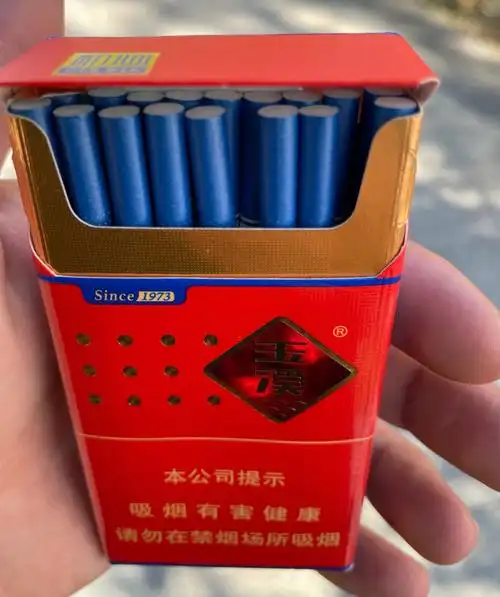 Since 1973
®
本公司提示
吸烟有害健康
请勿在禁烟场所吸烟